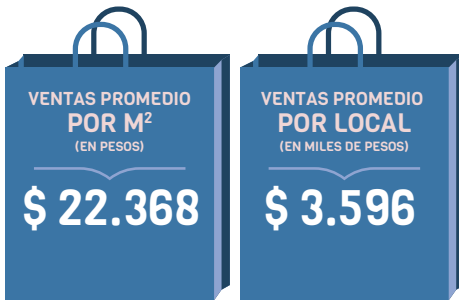 VENTAS PROMEDIO
POR M²
(EN PESOS)
$ 22.368
VENTAS PROMEDIO
POR LOCAL
(EN MILES DE PESOS)
$ 3.596